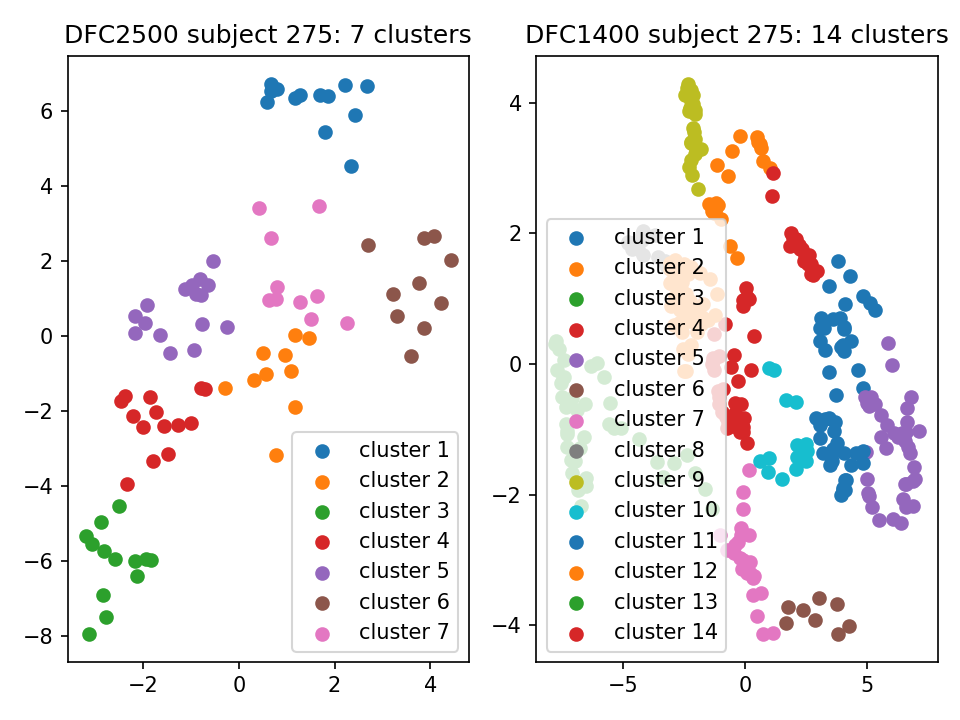 DFC2500 subject 275: 7 clusters
6
4
2
0
−2
−4
−6
−8
−2
0
2
4
cluster 1
cluster 2
cluster 3
cluster 4
cluster 5
cluster 6
cluster 7
DFC1400 subject 275: 14 clusters
4
2
0
−2
−4
−5
0
5
cluster 1
cluster 2
cluster 3
cluster 4
cluster 5
cluster 6
cluster 7
cluster 8
cluster 9
cluster 10
cluster 11
cluster 12
cluster 13
cluster 14